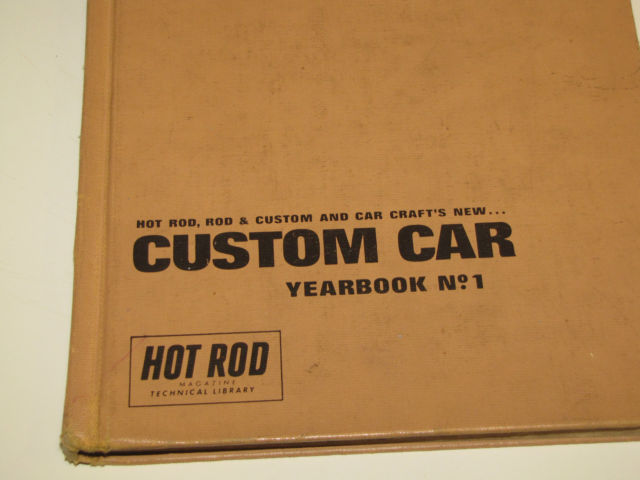 HOT ROD, ROD & CUSTOM AND CAR CRAFT'S NEW...
CUSTOM CAR
YEARBOOK Nº1
HOT ROD
MAGAZINE
TECHNICAL LIBRARY